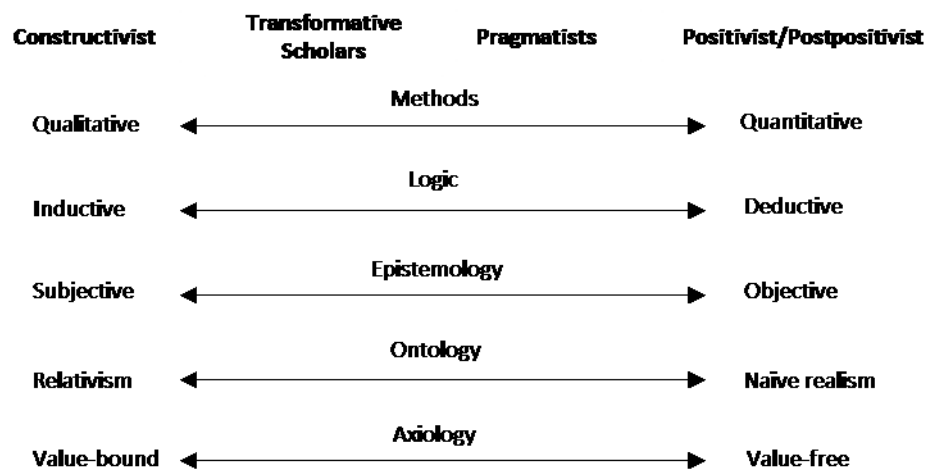 Constructivist Transformative Scholars Pragmatists Positivist/Postpositivist
Methods
Qualitative Quantitative
Logic
Inductive Deductive
Epistemology
Subjective Objective
Ontology
Relativism Naïve realism
Axiology
Value-bound Value-free